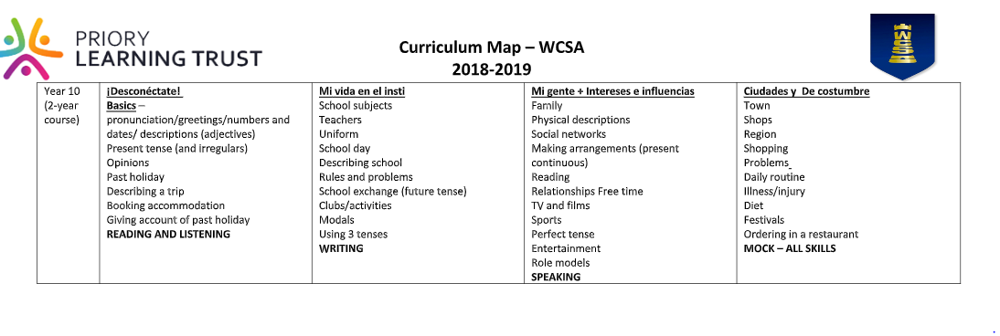 PRIORY
LEARNING TRUST
Curriculum Map – WCSA
2018-2019
WCSA
Year 10
(2-year
course)
¡Desconéctate!
Basics –
pronunciation/greetings/numbers and
dates/ descriptions (adjectives)
Present tense (and irregulars)
Opinions
Past holiday
Describing a trip
Booking accommodation
Giving account of past holiday
READING AND LISTENING
Mi vida en el insti
School subjects
Teachers
Uniform
School day
Describing school
Rules and problems
School exchange (future tense)
Clubs/activities
Modals
Using 3 tenses
WRITING
Mi gente + Intereses e influencias
Family
Physical descriptions
Social networks
Making arrangements (present
continuous)
Reading
Relationships Free time
TV and films
Sports
Perfect tense
Entertainment
Role models
SPEAKING
Ciudades y De costumbre
Town
Shops
Region
Shopping
Problems
Daily routine
Illness/injury
Diet
Festivals
Ordering in a restaurant
MOCK – ALL SKILLS